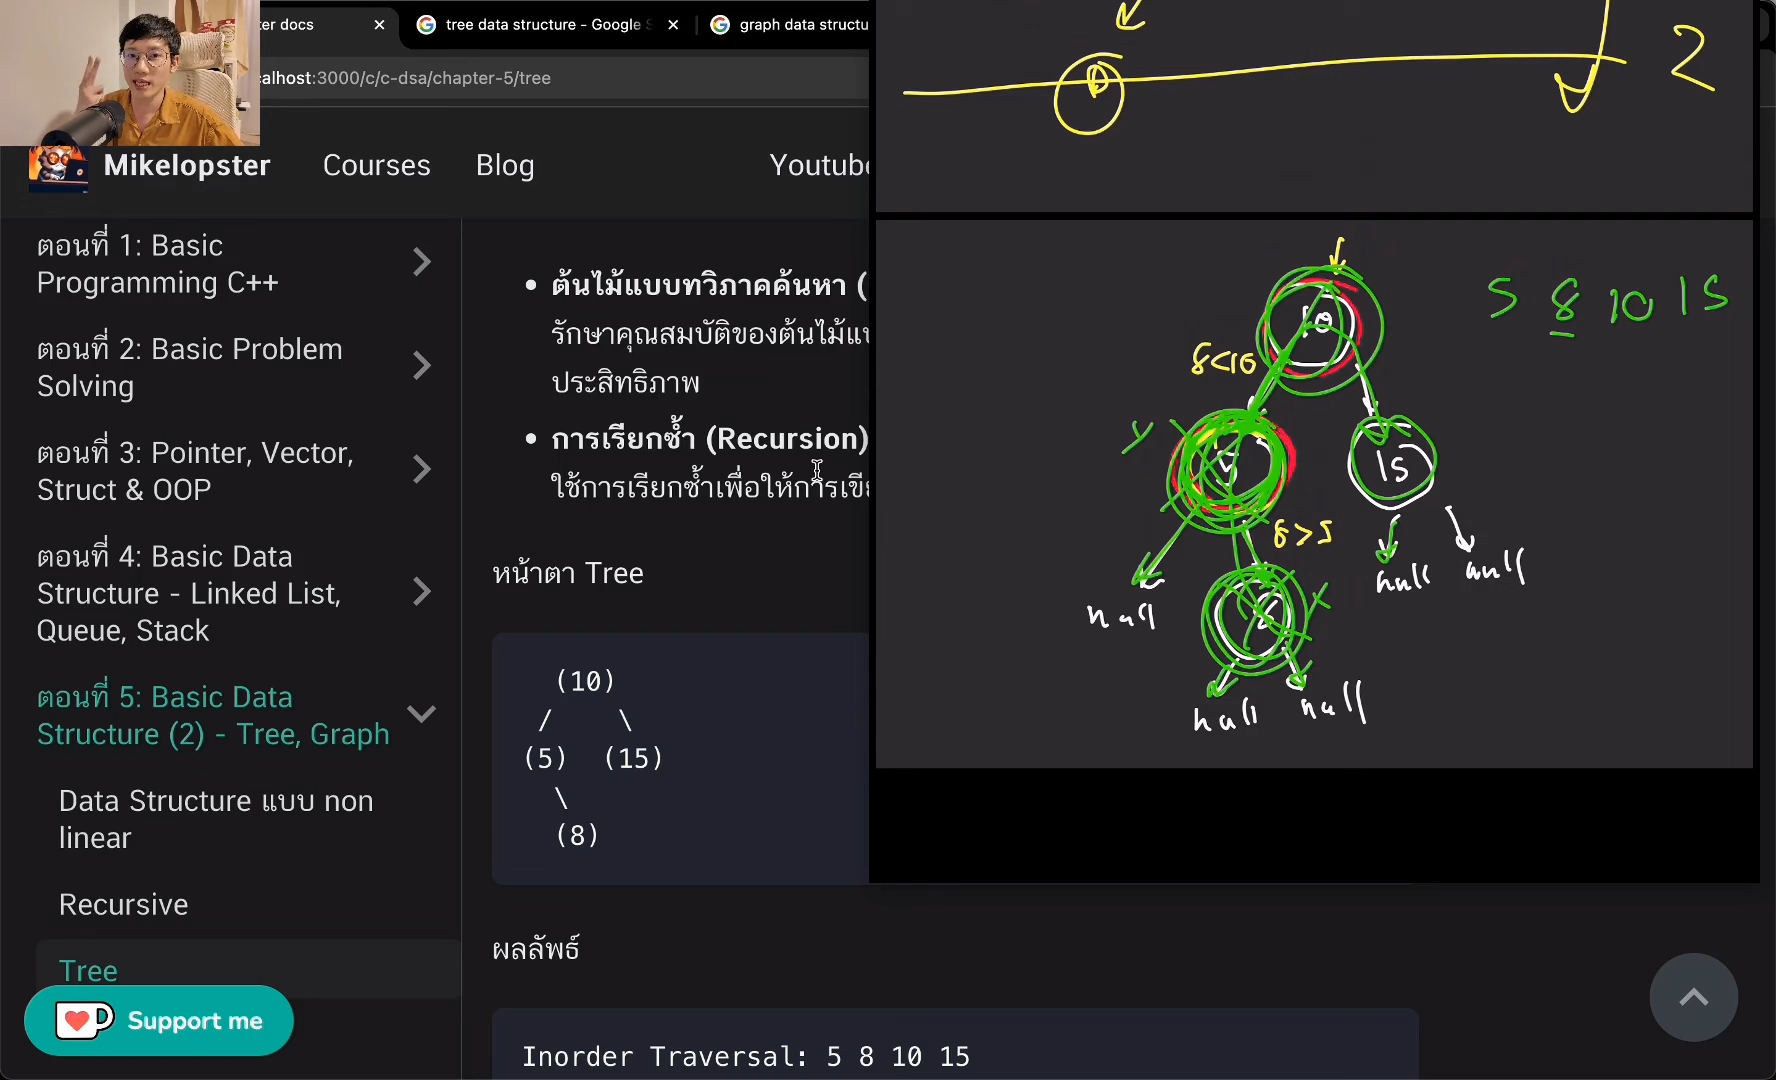 ter docs
tree data structure - Google S
graph data structu
calhost:3000/c/c-dsa/chapter-5/tree
2
Mikelopster
Courses
Blog
Youtube
ตอนที่ 1: Basic
Programming C++
ตอนที่ 2: Basic Problem
Solving
ตอนที่ 3: Pointer, Vector,
Struct & OOP
ตอนที่ 4: Basic Data
Structure - Linked List,
Queue, Stack
ตอนที่ 5: Basic Data
Structure (2) - Tree, Graph
Data Structure แบบ non
linear
Recursive
Tree
Support me
ต้นไม้แบบทวิภาคค้นหา (
รักษาคุณสมบัติของต้นไม้แบ
ประสิทธิภาพ
การเรียกซ้ำ (Recursion)
ใช้การเรียกซ้ำเพื่อให้การเขีย
หน้าตา Tree
(10)
/ \
(5) (15)
\
(8)
ผลลัพธ์
Inorder Traversal: 5 8 10 15
5 8 10 15
10
8<10
5
15
8>5
null
8
null
null
null
null